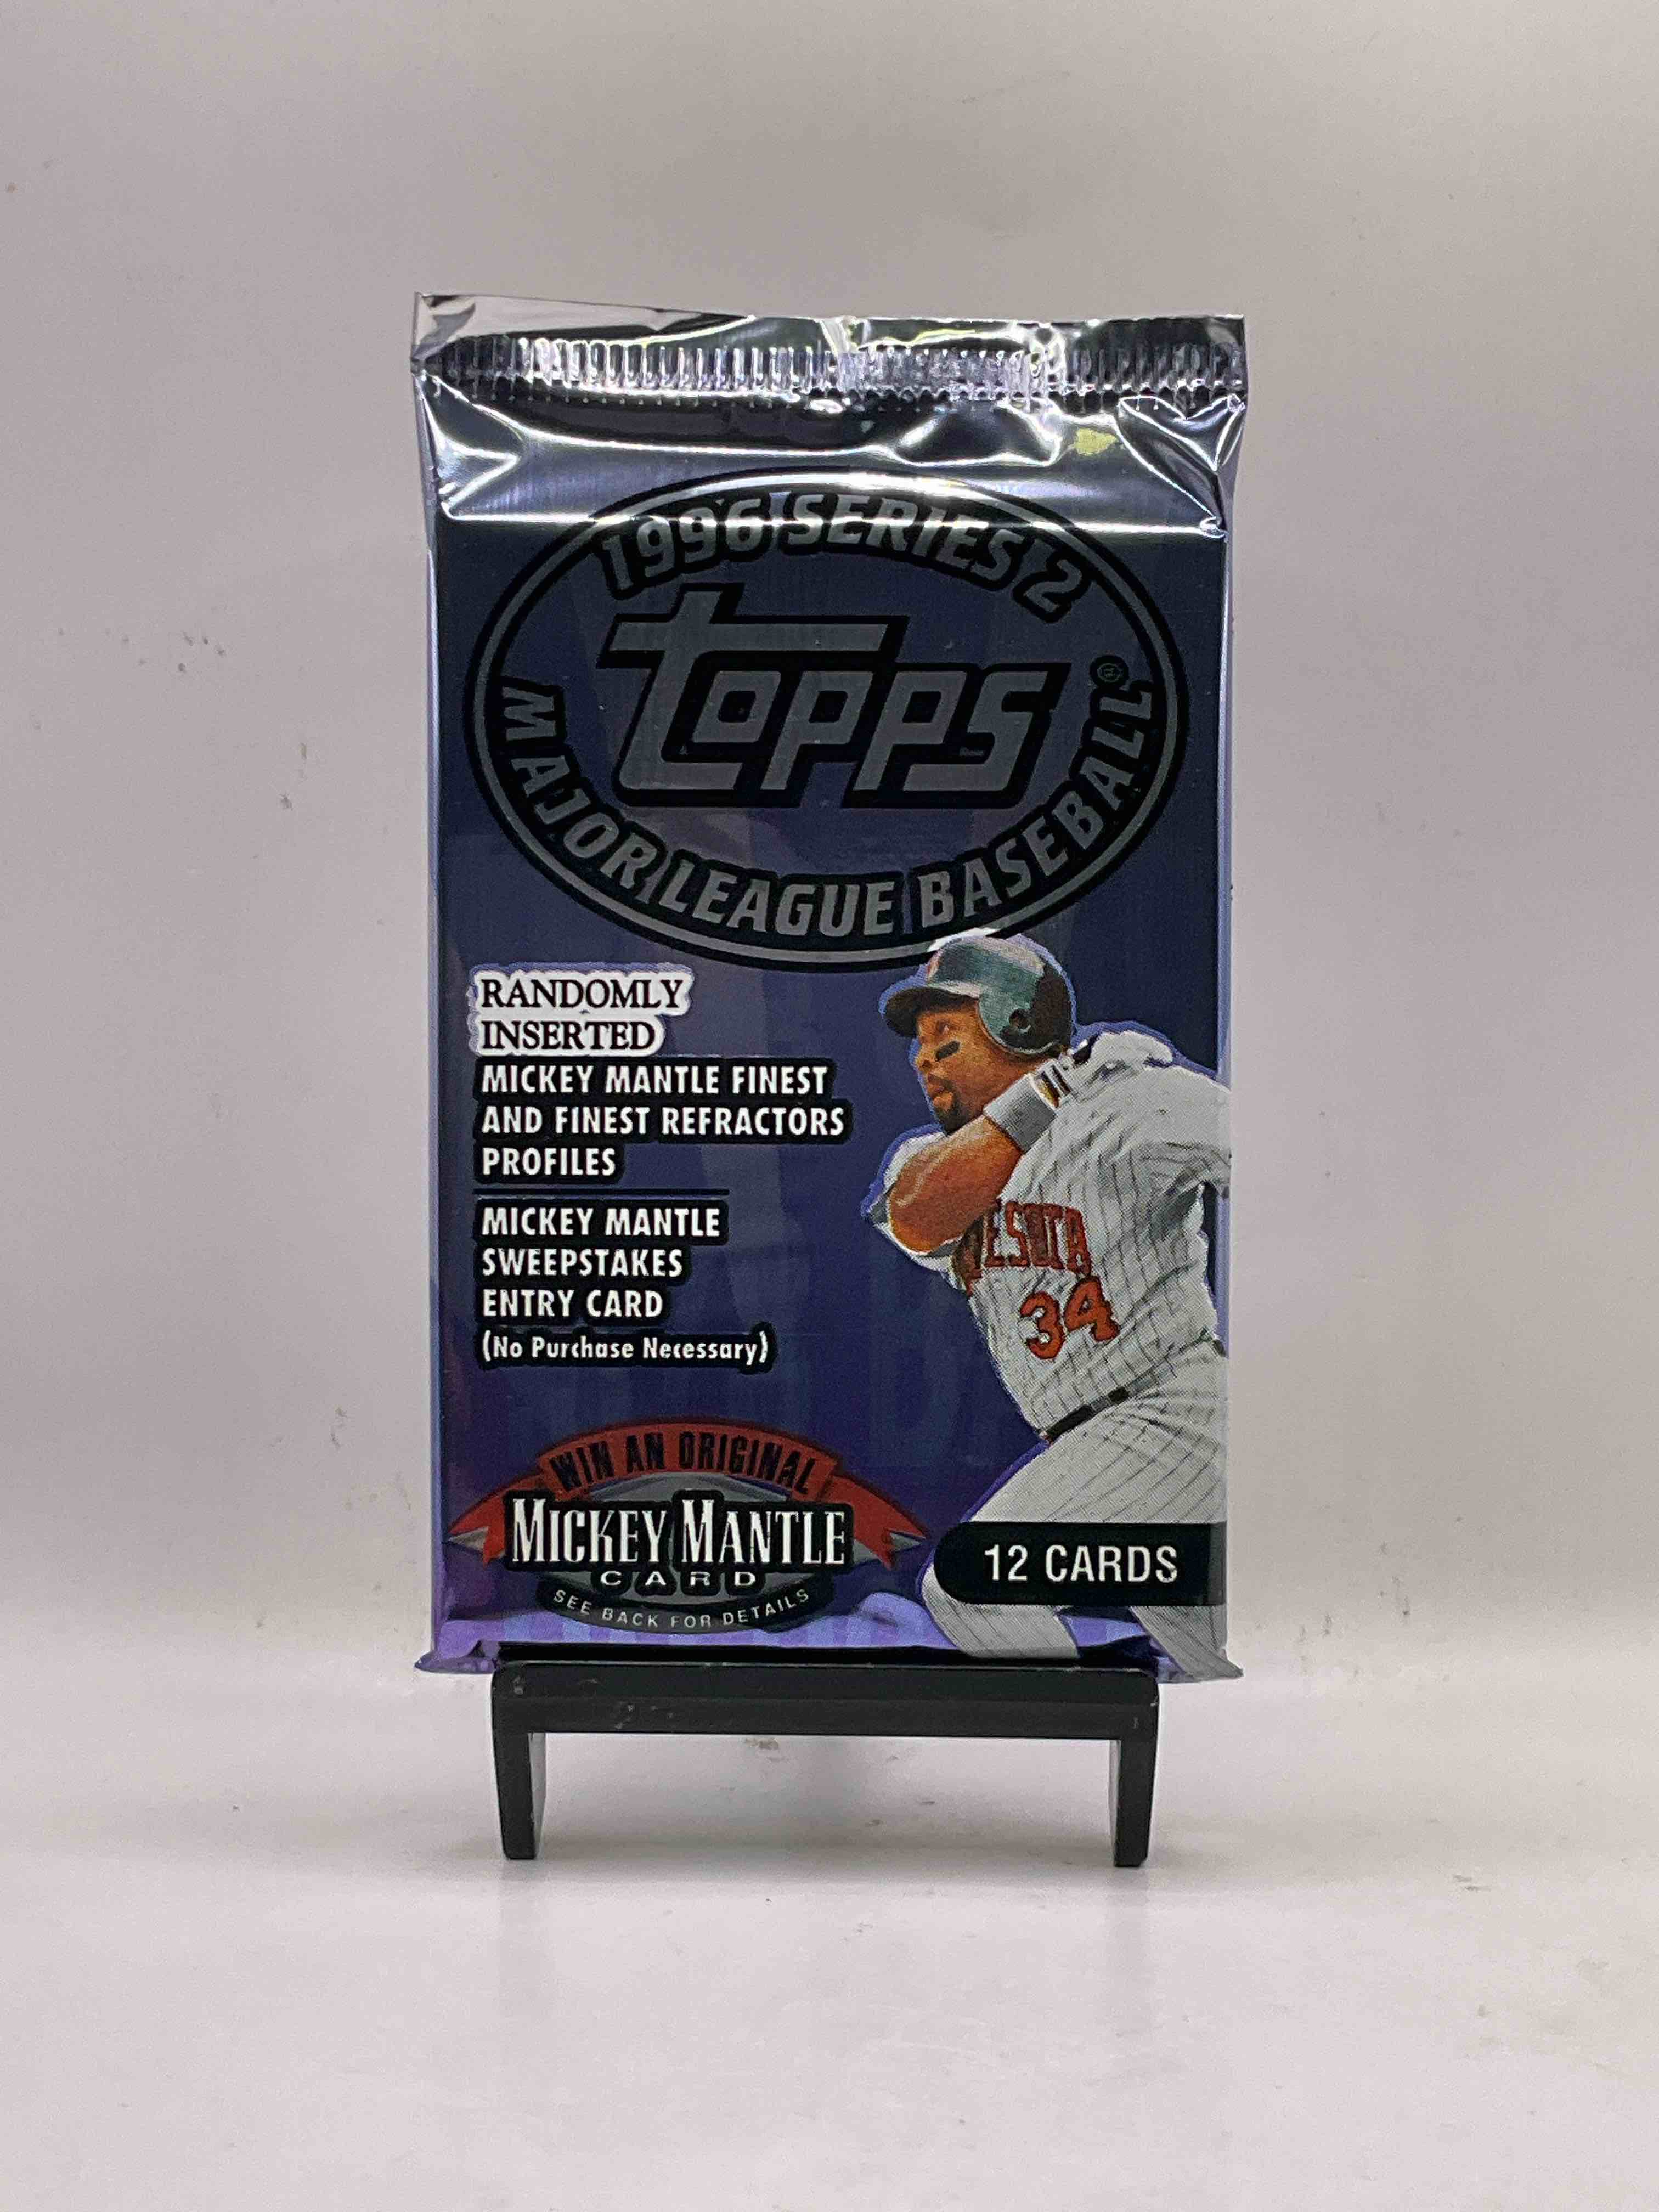 1996 SERIES 2
topps®
MAJOR LEAGUE BASEBALL
RANDOMLY
INSERTED
MICKEY MANTLE FINEST
AND FINEST REFRACTORS
PROFILES
MICKEY MANTLE
SWEEPSTAKES
ENTRY CARD
(No Purchase Necessary)
NESOTA
34
WIN AN ORIGINAL
MICKEY MANTLE
CARD
SEE BACK FOR DETAILS
12 CARDS